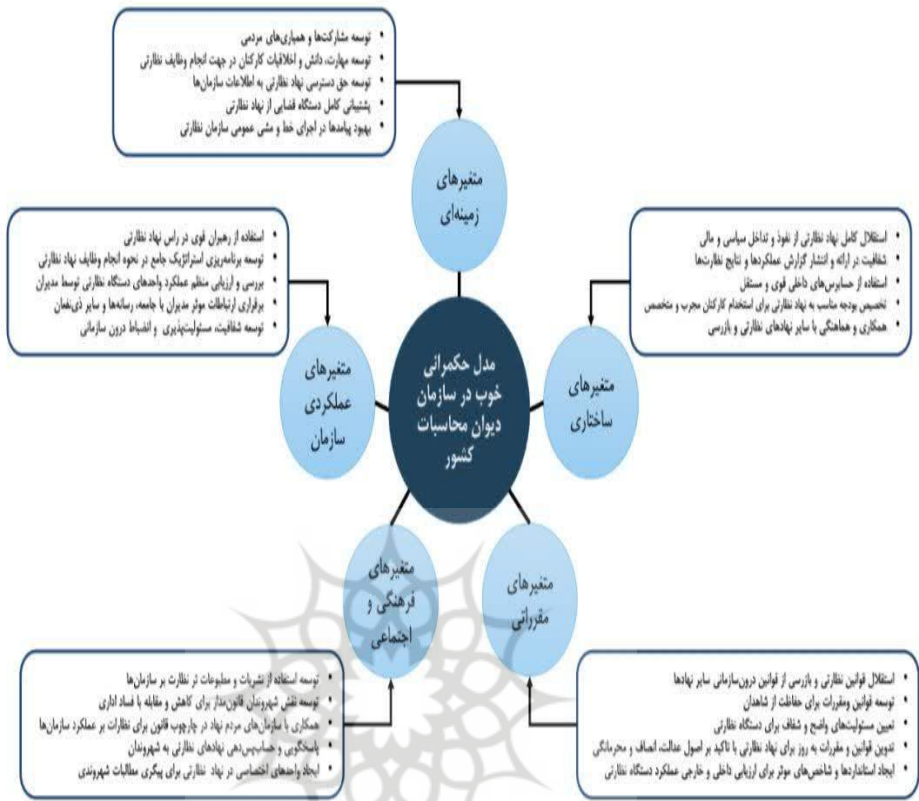 • توسعه مشارکت‌ها و همیاری‌های مردمی
• توسعه مهارت، دانش و اخلاقیات کارکنان در جهت انجام وظایف نظارتی
• توسعه حق دسترسی نهاد نظارتی به اطلاعات سازمان‌ها
• پشتیبانی کامل دستگاه قضایی از نهاد نظارتی
• بهبود پیامدها در اجرای خط و مشی عمومی سازمان نظارتی
متغیرهای
زمینه‌ای
• استقلال کامل نهاد نظارتی از نفوذ و تداخل سیاسی و مالی
• شفافیت در ارائه و انتشار گزارش عملکردها و نتایج نظارت‌ها
• استفاده از حسابرس‌های داخلی قوی و مستقل
• تخصیص بودجه مناسب به نهاد نظارتی برای استخدام کارکنان مجرب و متخصص
• همکاری و هماهنگی با سایر نهادهای نظارتی و بازرسی
متغیرهای
ساختاری
• استفاده از رهبران قوی در راس نهاد نظارتی
• توسعه برنامه‌ریزی استراتژیک جامع در نحوه انجام وظایف نهاد نظارتی
• بررسی و ارزیابی منظم عملکرد واحدهای دستگاه نظارتی توسط مدیران
• برقراری ارتباطات موثر مدیران با جامعه، رسانه‌ها و سایر ذی‌نفعان
• توسعه شفافیت، مسئولیت‌پذیری و انضباط درون سازمانی
متغیرهای
عملکردی
سازمان
مدل حکمرانی
خوب در سازمان
دیوان محاسبات
کشور
متغیرهای
مقرراتی
متغیرهای
فرهنگی و
اجتماعی
• استقلال قوانین نظارتی و بازرسی از قوانین درون‌سازمانی سایر نهادها
• توسعه قوانین ومقررات برای حفاظت از شاهدان
• تعیین مسئولیت‌های واضح و شفاف برای دستگاه نظارتی
• تدوین قوانین و مقررات به روز برای نهاد نظارتی با تاکید بر اصول عدالت، انصاف و محرمانگی
• ایجاد استانداردها و شاخص‌های موثر برای ارزیابی داخلی و خارجی عملکرد دستگاه نظارتی
• توسعه استفاده از نشریات و مطبوعات در نظارت بر سازمان‌ها
• توسعه نقش شهروندان قانون‌مدار برای کاهش و مقابله با فساد اداری
• همکاری با سازمان‌های مردم نهاد در چارچوب قانون برای نظارات بر عملکرد سازمان‌ها
• پاسخگویی و حساب‌پس‌دهی نهادهای نظارتی به شهروندان
• ایجاد واحدهای اختصاصی در نهاد نظارتی برای پیگری مطالبات شهروندی